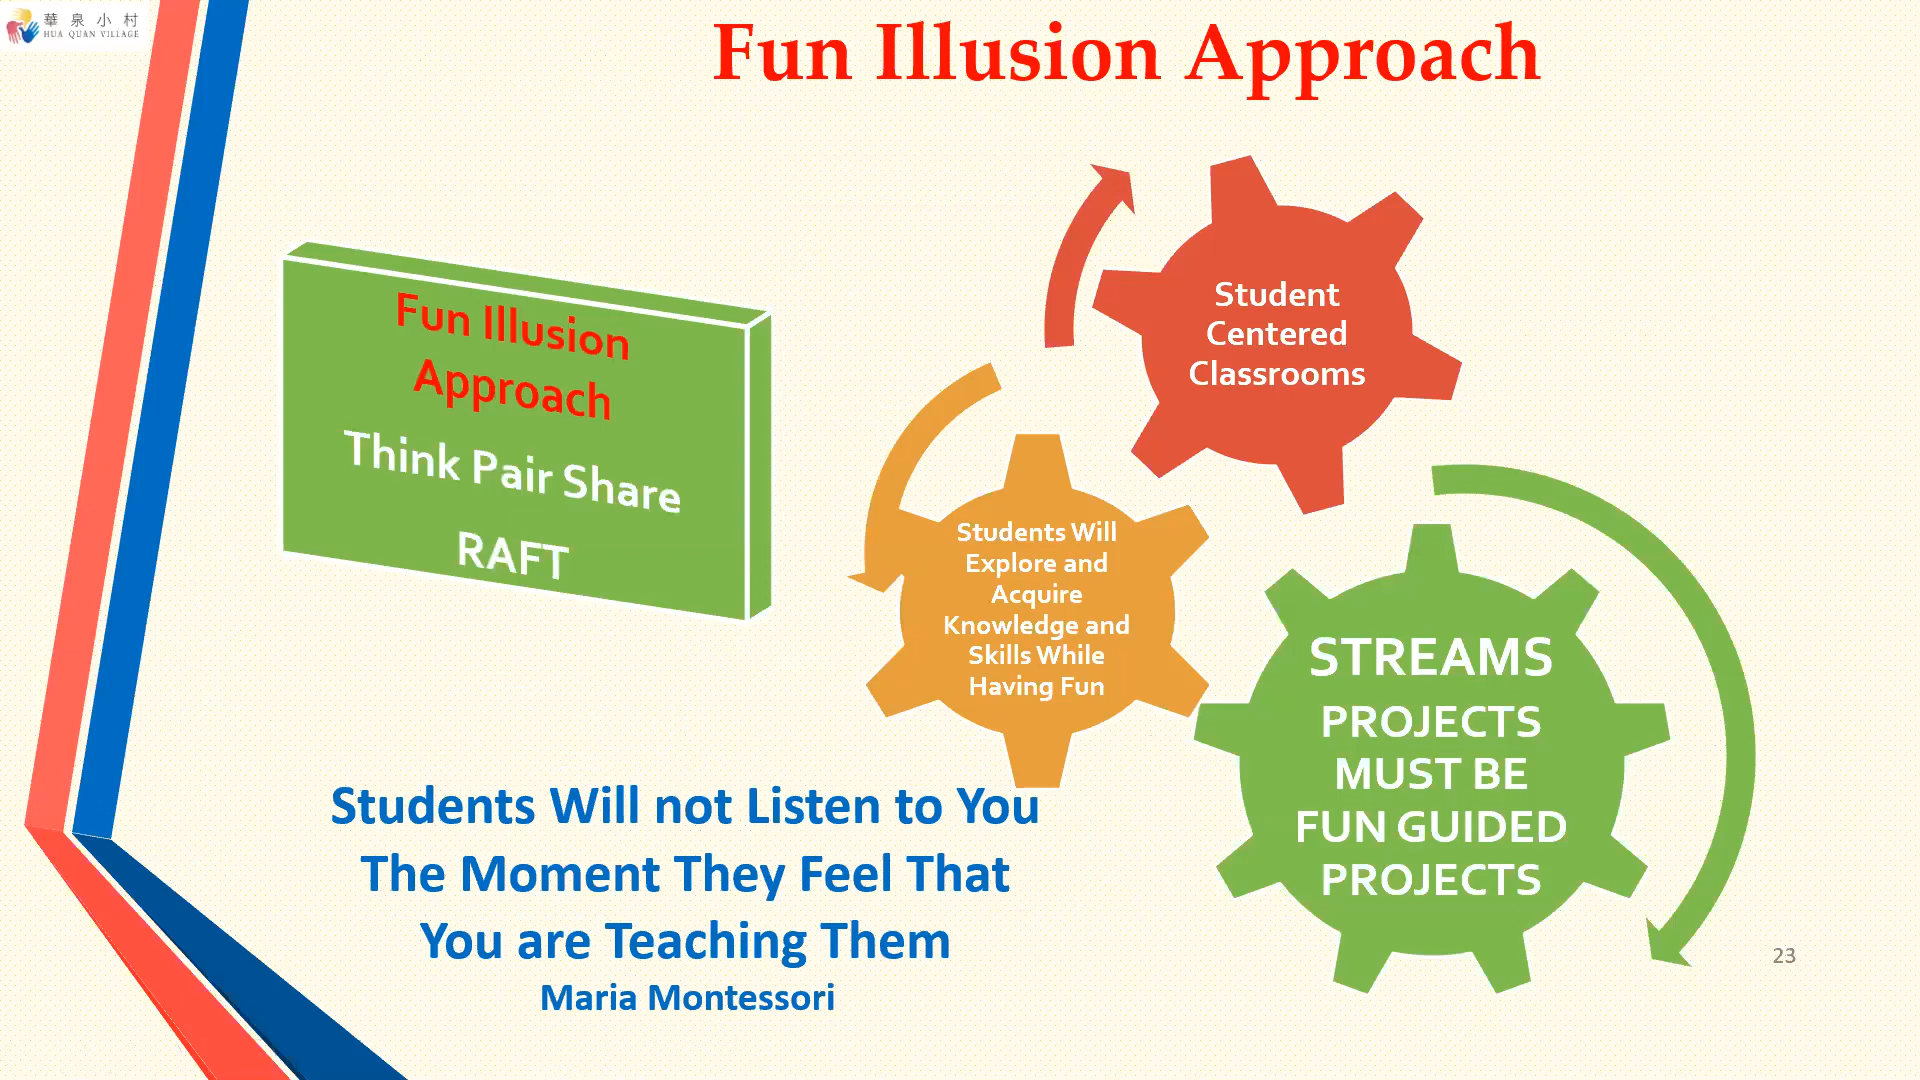 華泉小村
HUA QUAN VILLAGE
Fun Illusion Approach
Fun Illusion
Approach
Think Pair Share
RAFT
Student
Centered
Classrooms
Students Will
Explore and
Acquire
Knowledge and
Skills While
Having Fun
STREAMS
PROJECTS
MUST BE
FUN GUIDED
PROJECTS
Students Will not Listen to You
The Moment They Feel That
You are Teaching Them
Maria Montessori
23